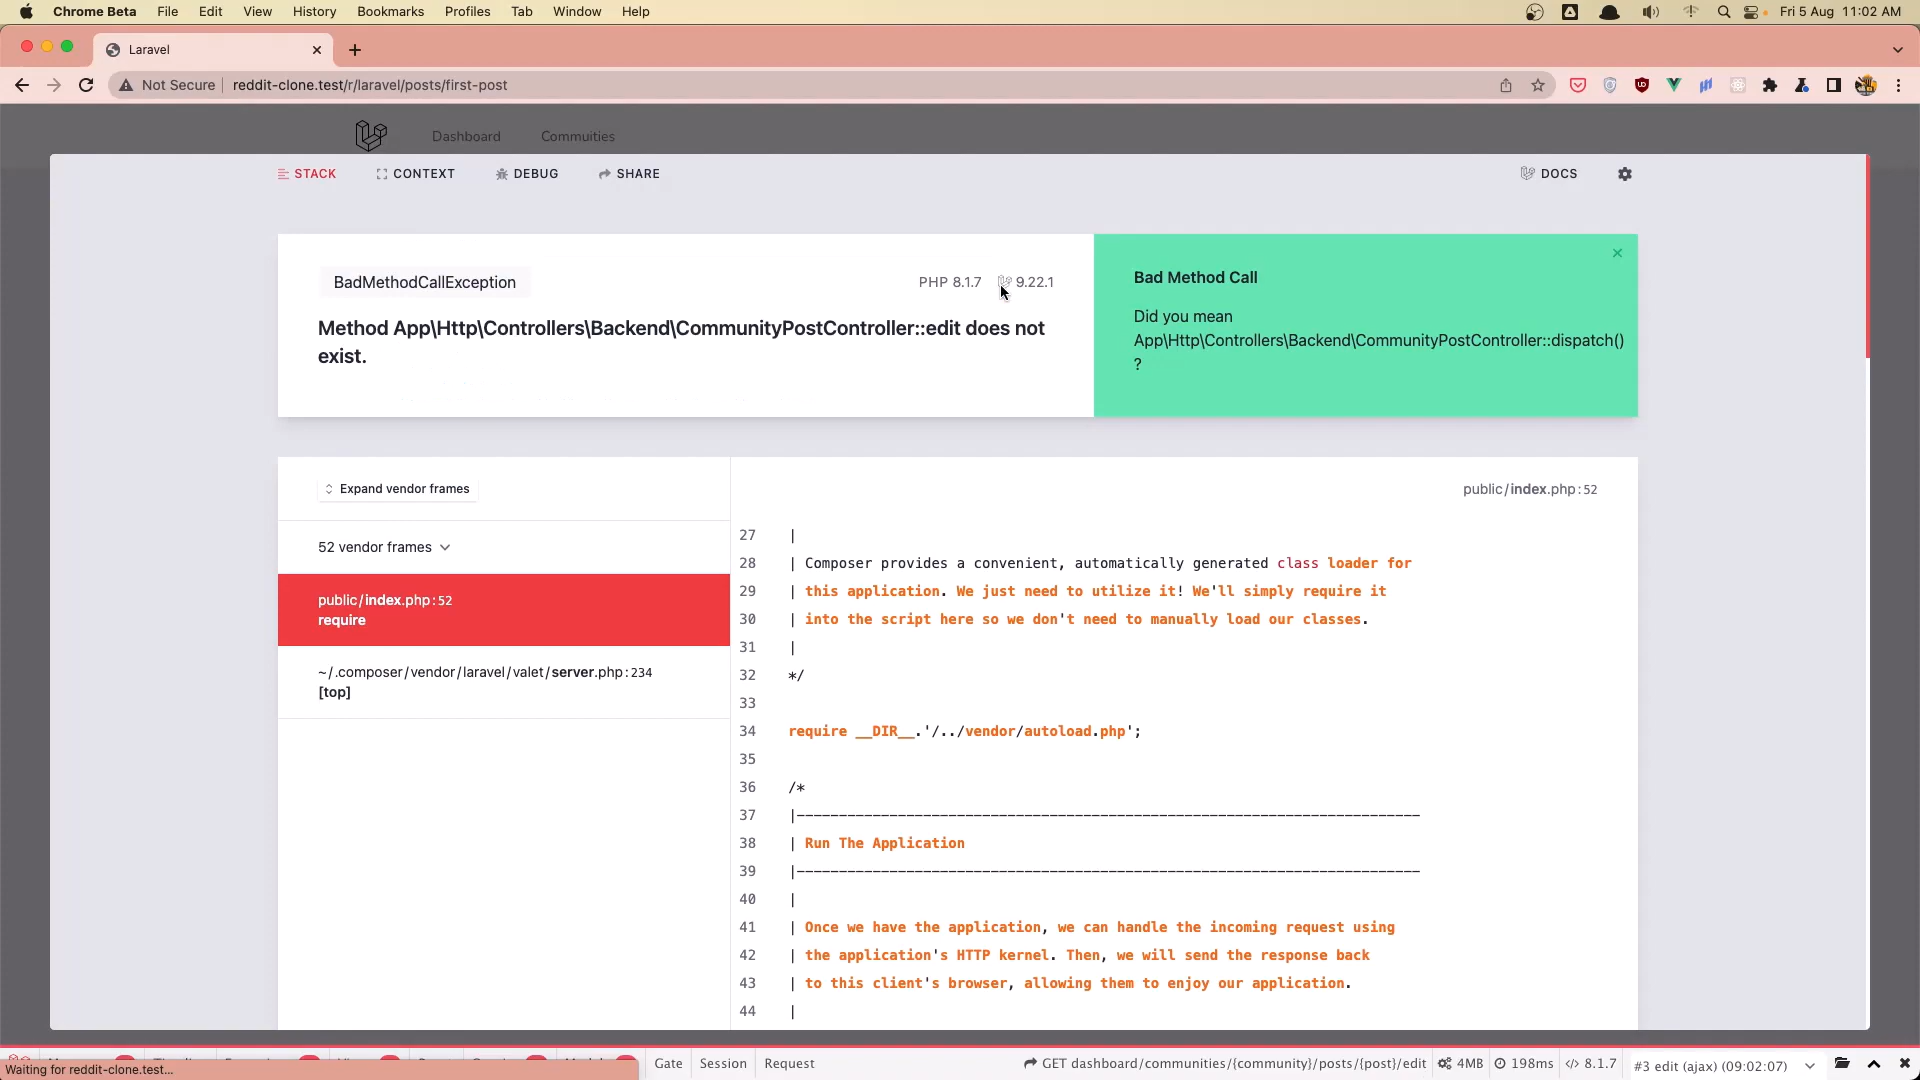 Chrome Beta File Edit View History Bookmarks Profiles Tab Window Help Fri 5 Aug 11:02 AM
Laravel
Not Secure reddit-clone.test/r/laravel/posts/first-post
Dashboard Commuities
STACK CONTEXT DEBUG SHARE DOCS
BadMethodCallException PHP 8.1.7 9.22.1
Method App\Http\Controllers\Backend\CommunityPostController::edit does not
exist.
Bad Method Call
Did you mean
App\Http\Controllers\Backend\CommunityPostController::dispatch()
?
Expand vendor frames
52 vendor frames
public/index.php:52
require
~/.composer/vendor/laravel/valet/server.php:234
[top]
public/index.php:52
27 |
28 | Composer provides a convenient, automatically generated class loader for
29 | this application. We just need to utilize it! We'll simply require it
30 | into the script here so we don't need to manually load our classes.
31 |
32 */
33
34 require __DIR__.'/../vendor/autoload.php';
35
36 /*
37 |--------------------------------------------------------------------------
38 | Run The Application
39 |--------------------------------------------------------------------------
40 |
41 | Once we have the application, we can handle the incoming request using
42 | the application's HTTP kernel. Then, we will send the response back
43 | to this client's browser, allowing them to enjoy our application.
44 |
Gate Session Request GET dashboard/communities/{community}/posts/{post}/edit 4MB 198ms 8.1.7 #3 edit (ajax) (09:02:07)
Waiting for reddit-clone.test...